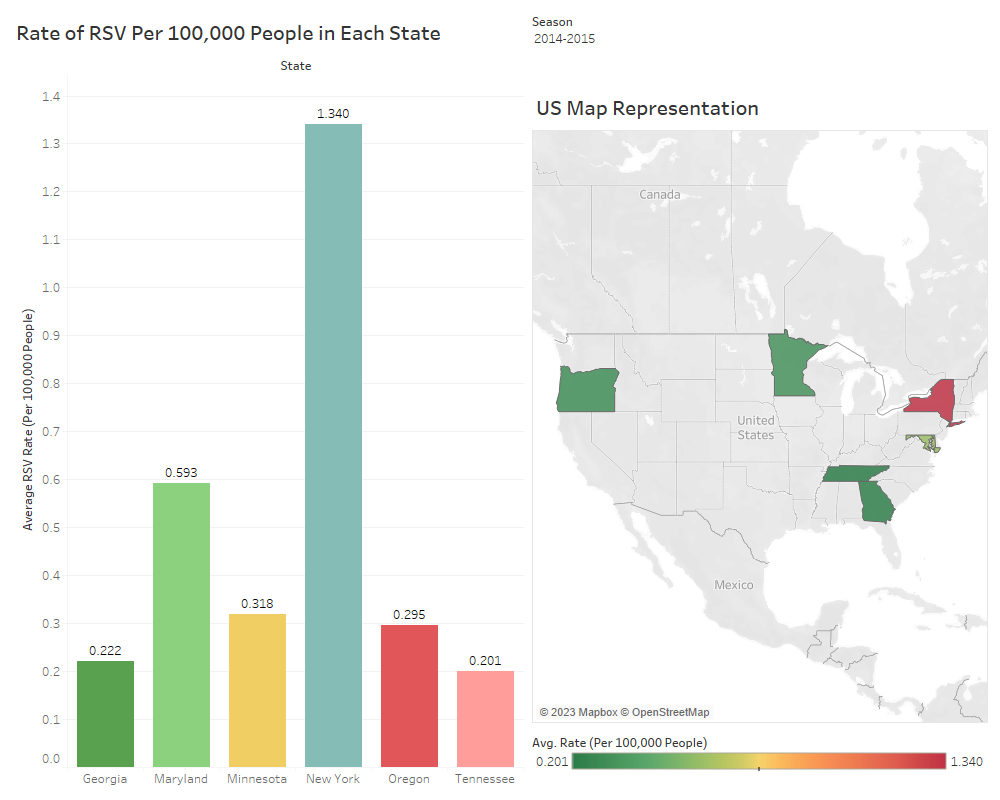 Rate of RSV Per 100,000 People in Each State
Season
2014-2015
State
Average RSV Rate (Per 100,000 People)
1.4
1.3
1.2
1.1
1.0
0.9
0.8
0.7
0.6
0.5
0.4
0.3
0.2
0.1
0.0
0.222
0.593
0.318
1.340
0.295
0.201
Georgia
Maryland
Minnesota
New York
Oregon
Tennessee
US Map Representation
Canada
United
States
Mexico
© 2023 Mapbox © OpenStreetMap
Avg. Rate (Per 100,000 People)
0.201
1.340